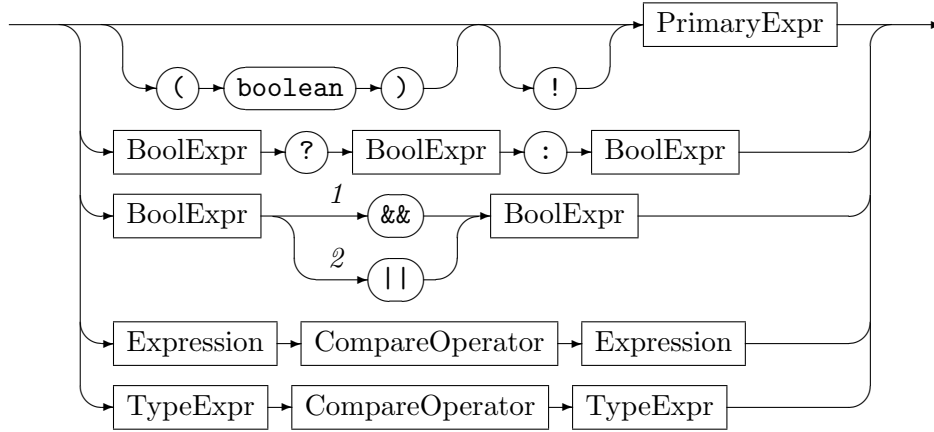 PrimaryExpr
( boolean ) !
BoolExpr ? BoolExpr : BoolExpr
BoolExpr 1 && BoolExpr
2 ||
Expression CompareOperator Expression
TypeExpr CompareOperator TypeExpr